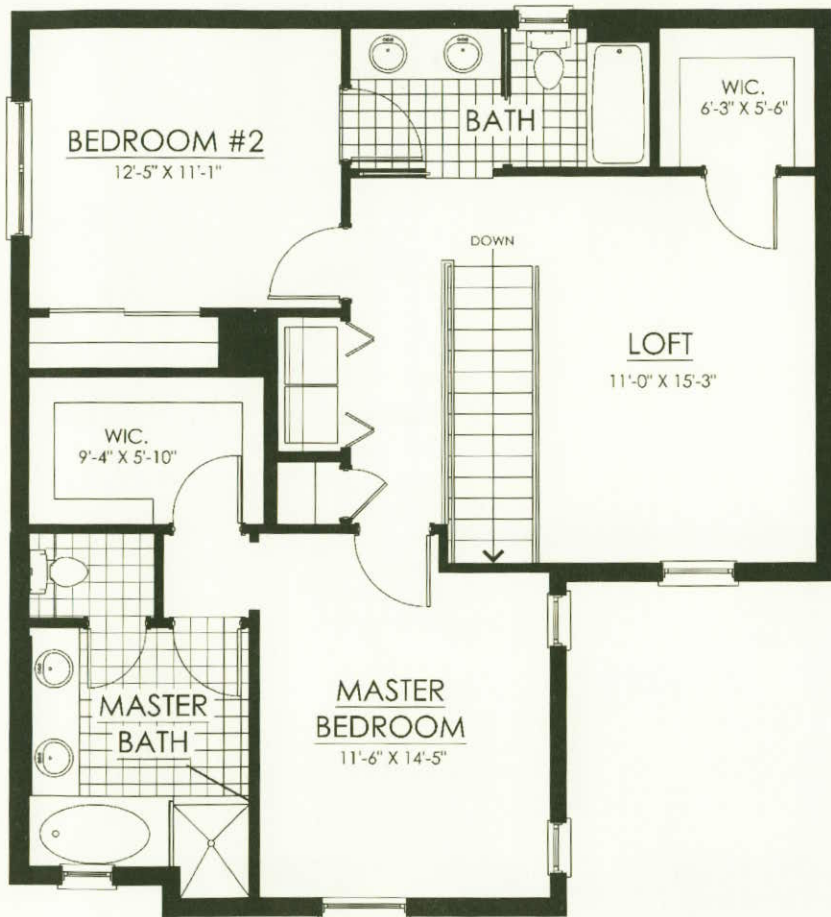 BEDROOM #2
12'-5" X 11'-1"
BATH
WIC.
6'-3" X 5'-6"
DOWN
LOFT
11'-0" X 15'-3"
WIC.
9'-4" X 5'-10"
MASTER
BATH
MASTER
BEDROOM
11'-6" X 14'-5"